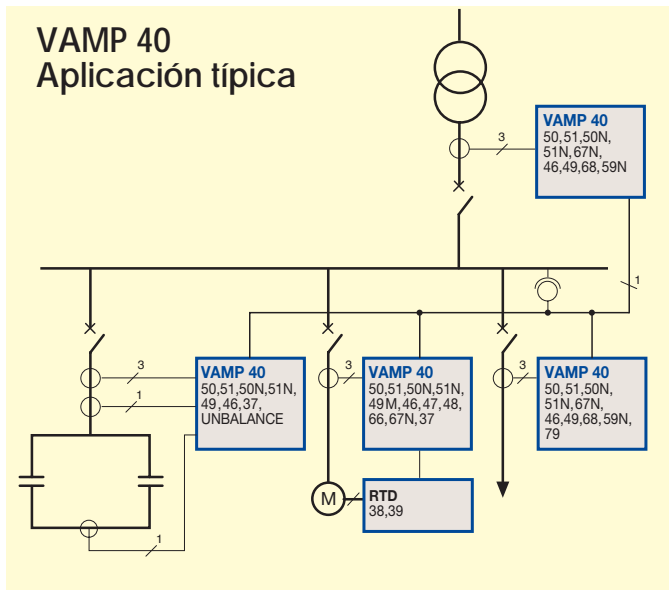 VAMP 40
Aplicación típica
3
VAMP 40
50,51,50N,
51N,67N,
46,49,68,59N
1
3
1
VAMP 40
50,51,50N,51N,
49,46,37,
UNBALANCE
3
VAMP 40
50,51,50N,51N,
49M,46,47,48,
66,67N,37
3
VAMP 40
50,51,50N,
51N,67N,
46,49,68,59N,
79
M
RTD
38,39
1